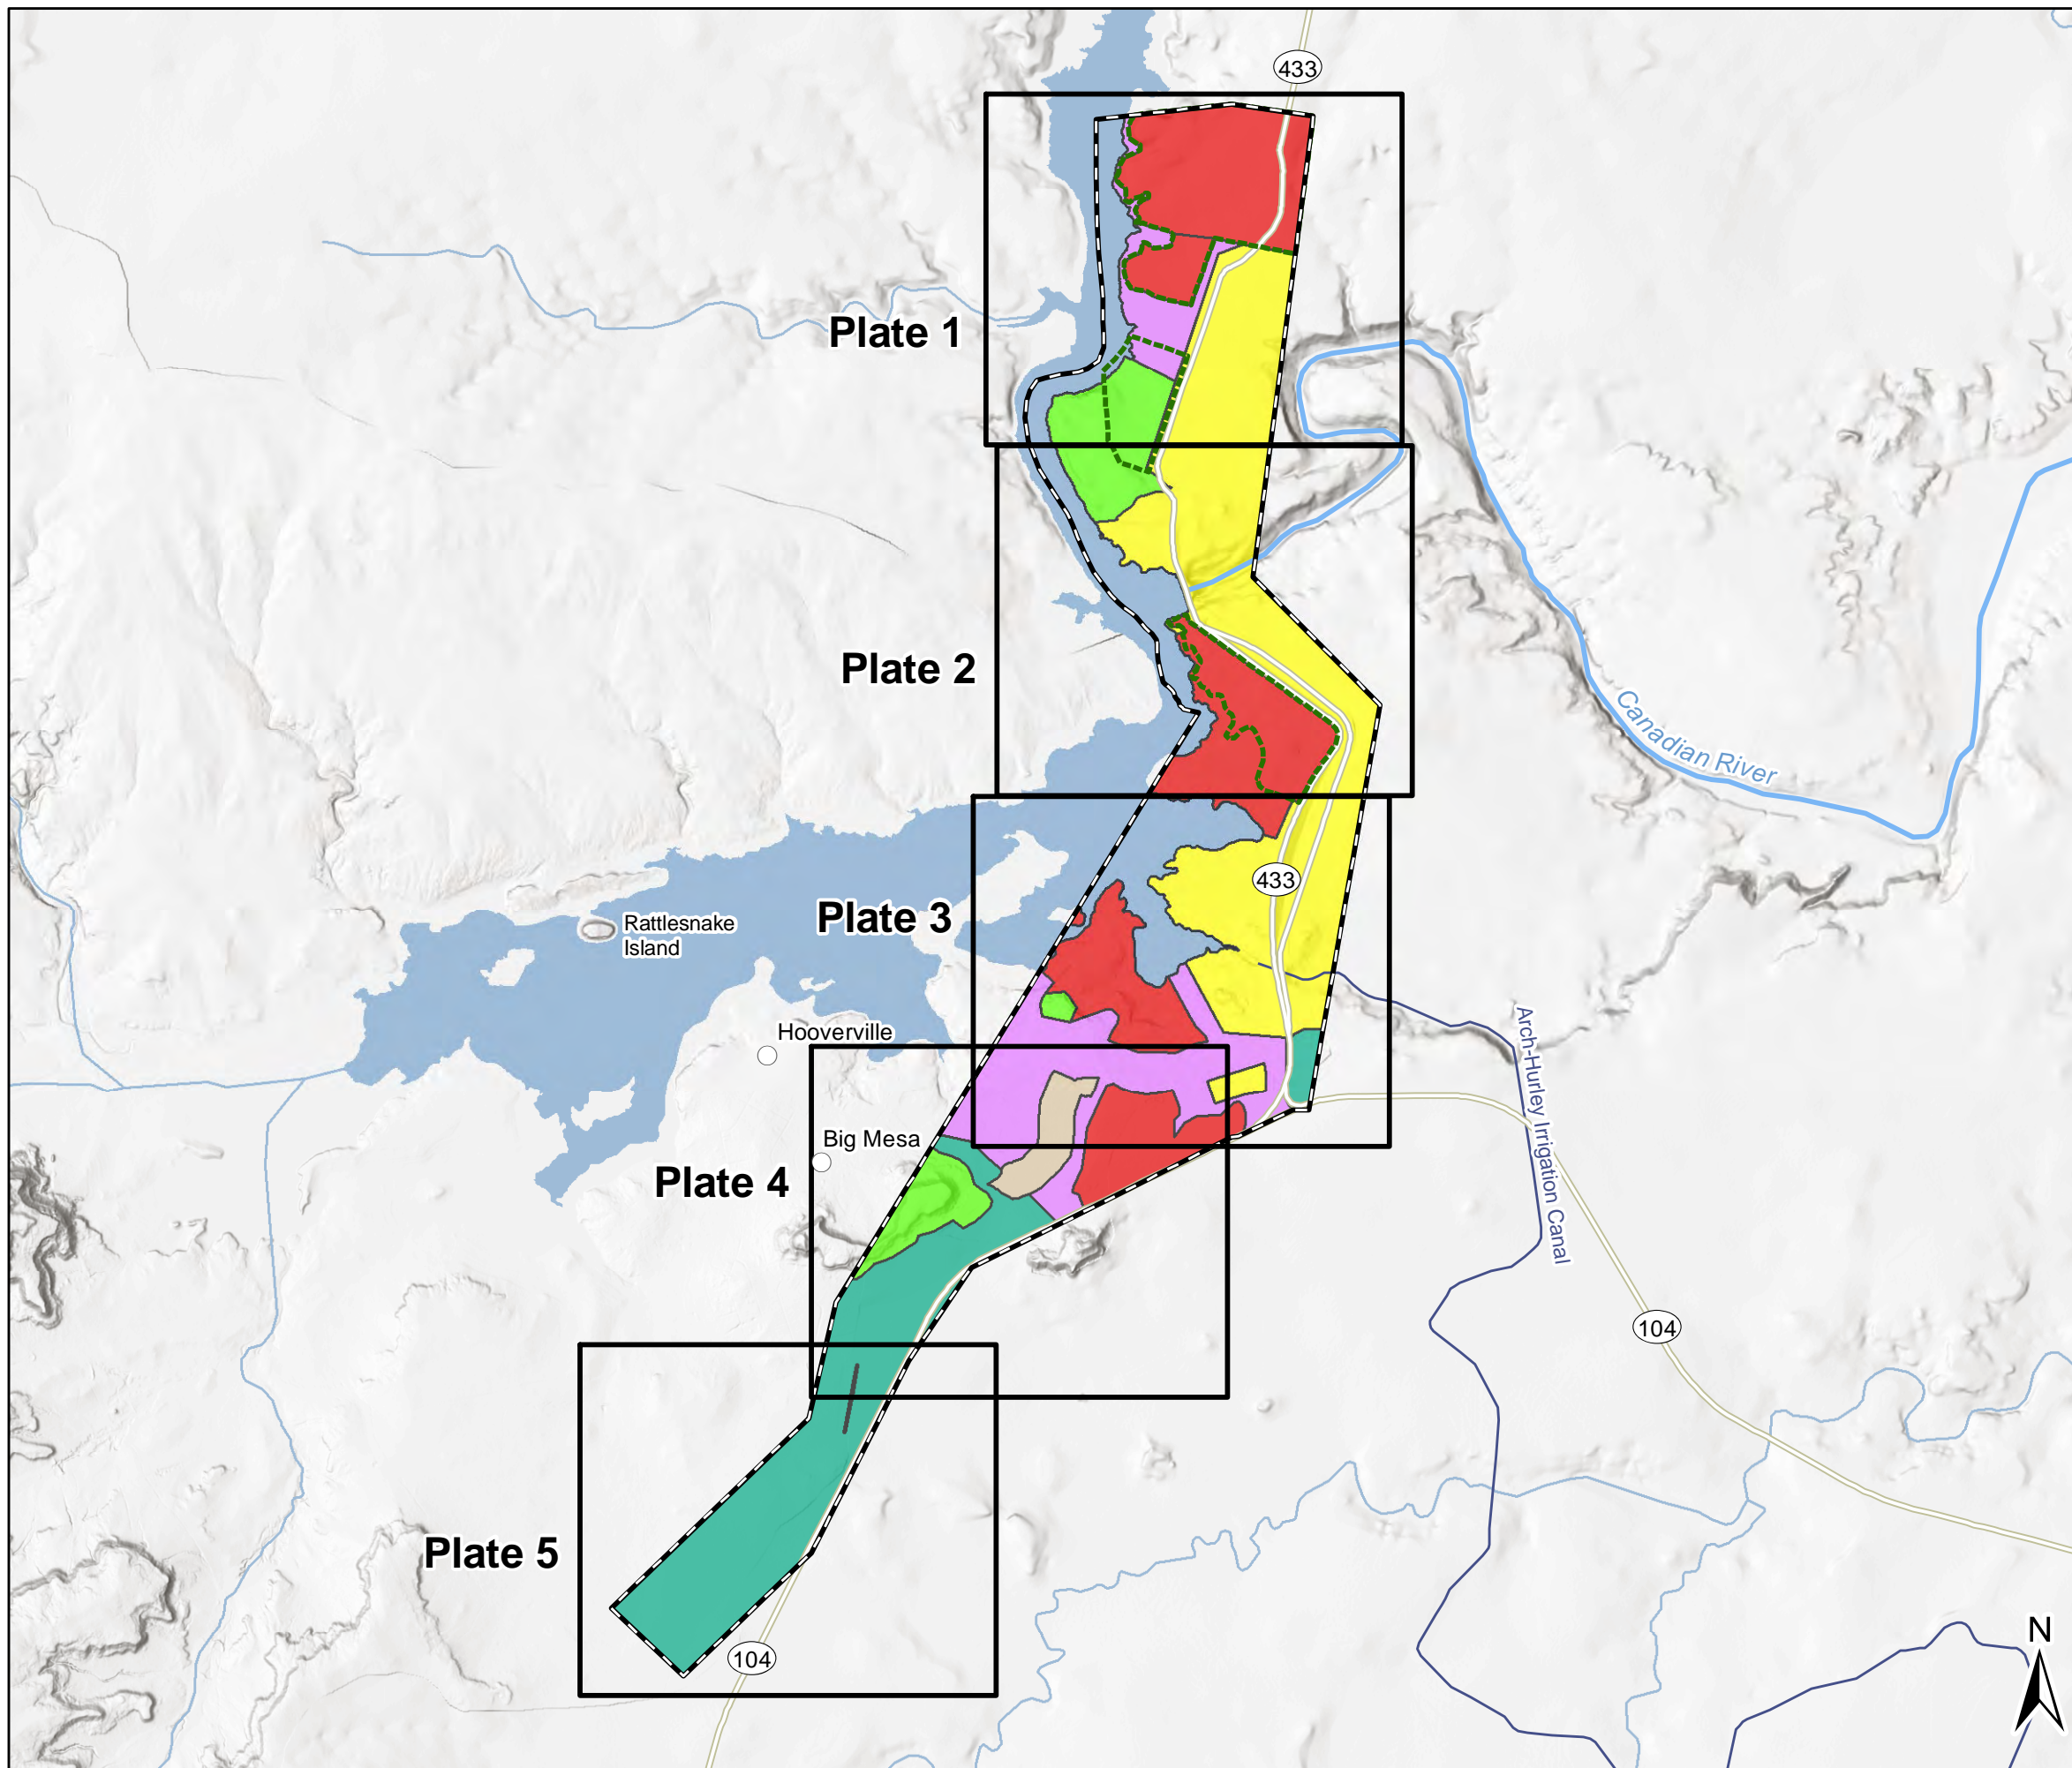 433
Plate 1
Plate 2
Canadian River
433
Plate 3
Rattlesnake
Island
Hooverville
Arch-Hurley Irrigation Canal
Big Mesa
Plate 4
104
Plate 5
104
N